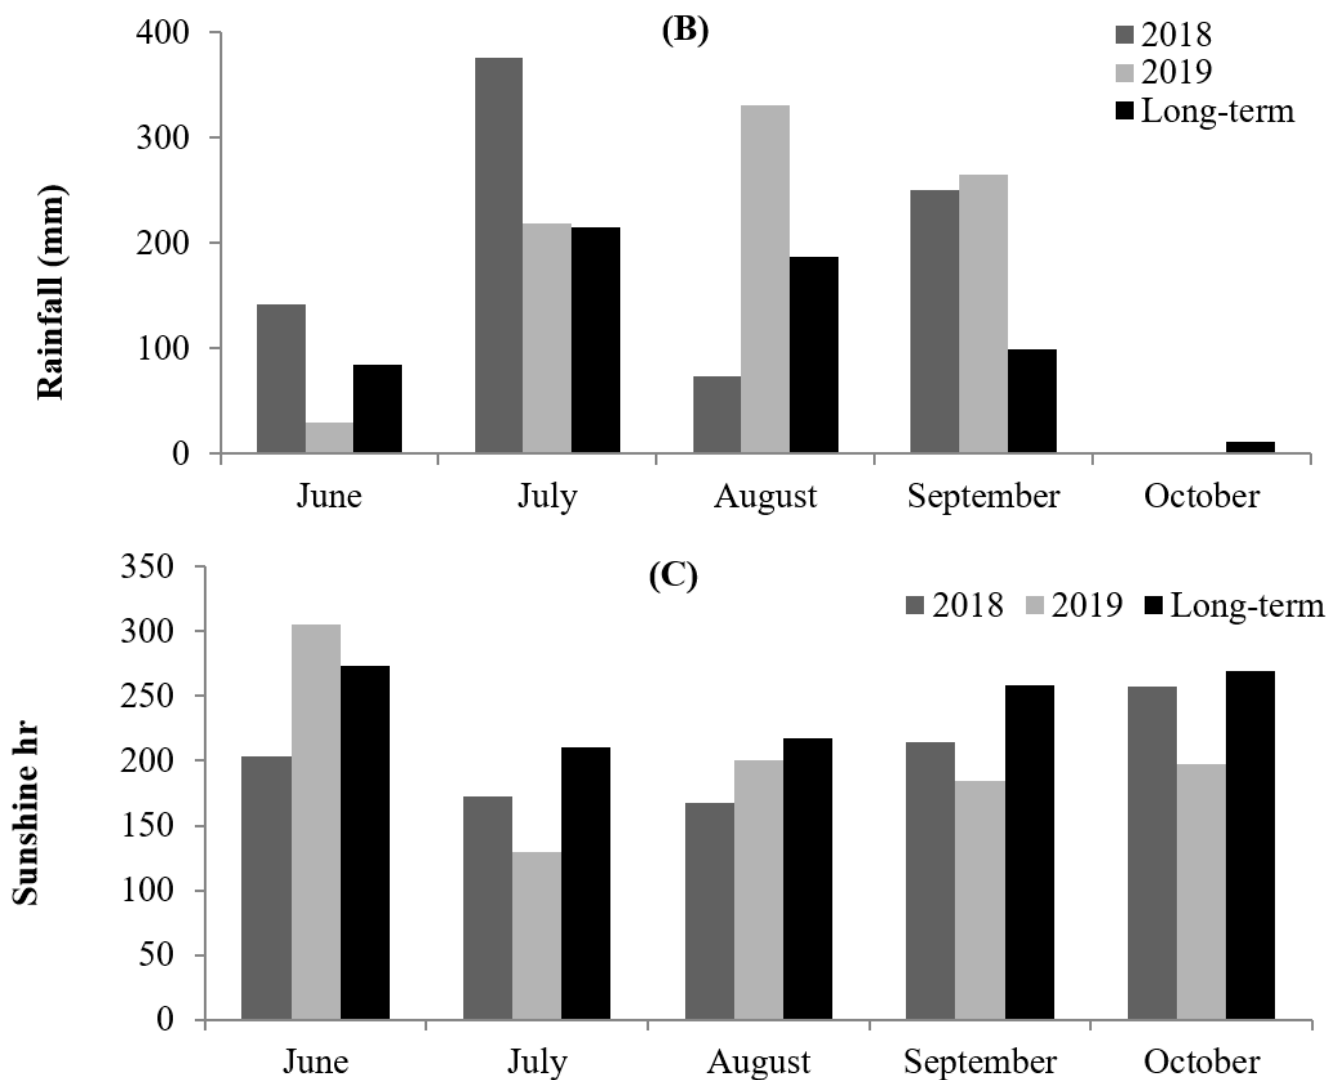 (B)
2018
2019
Long-term
400
300
200
100
0
Rainfall (mm)
June July August September October
(C)
2018 2019 Long-term
350
300
250
200
150
100
50
0
Sunshine hr
June July August September October